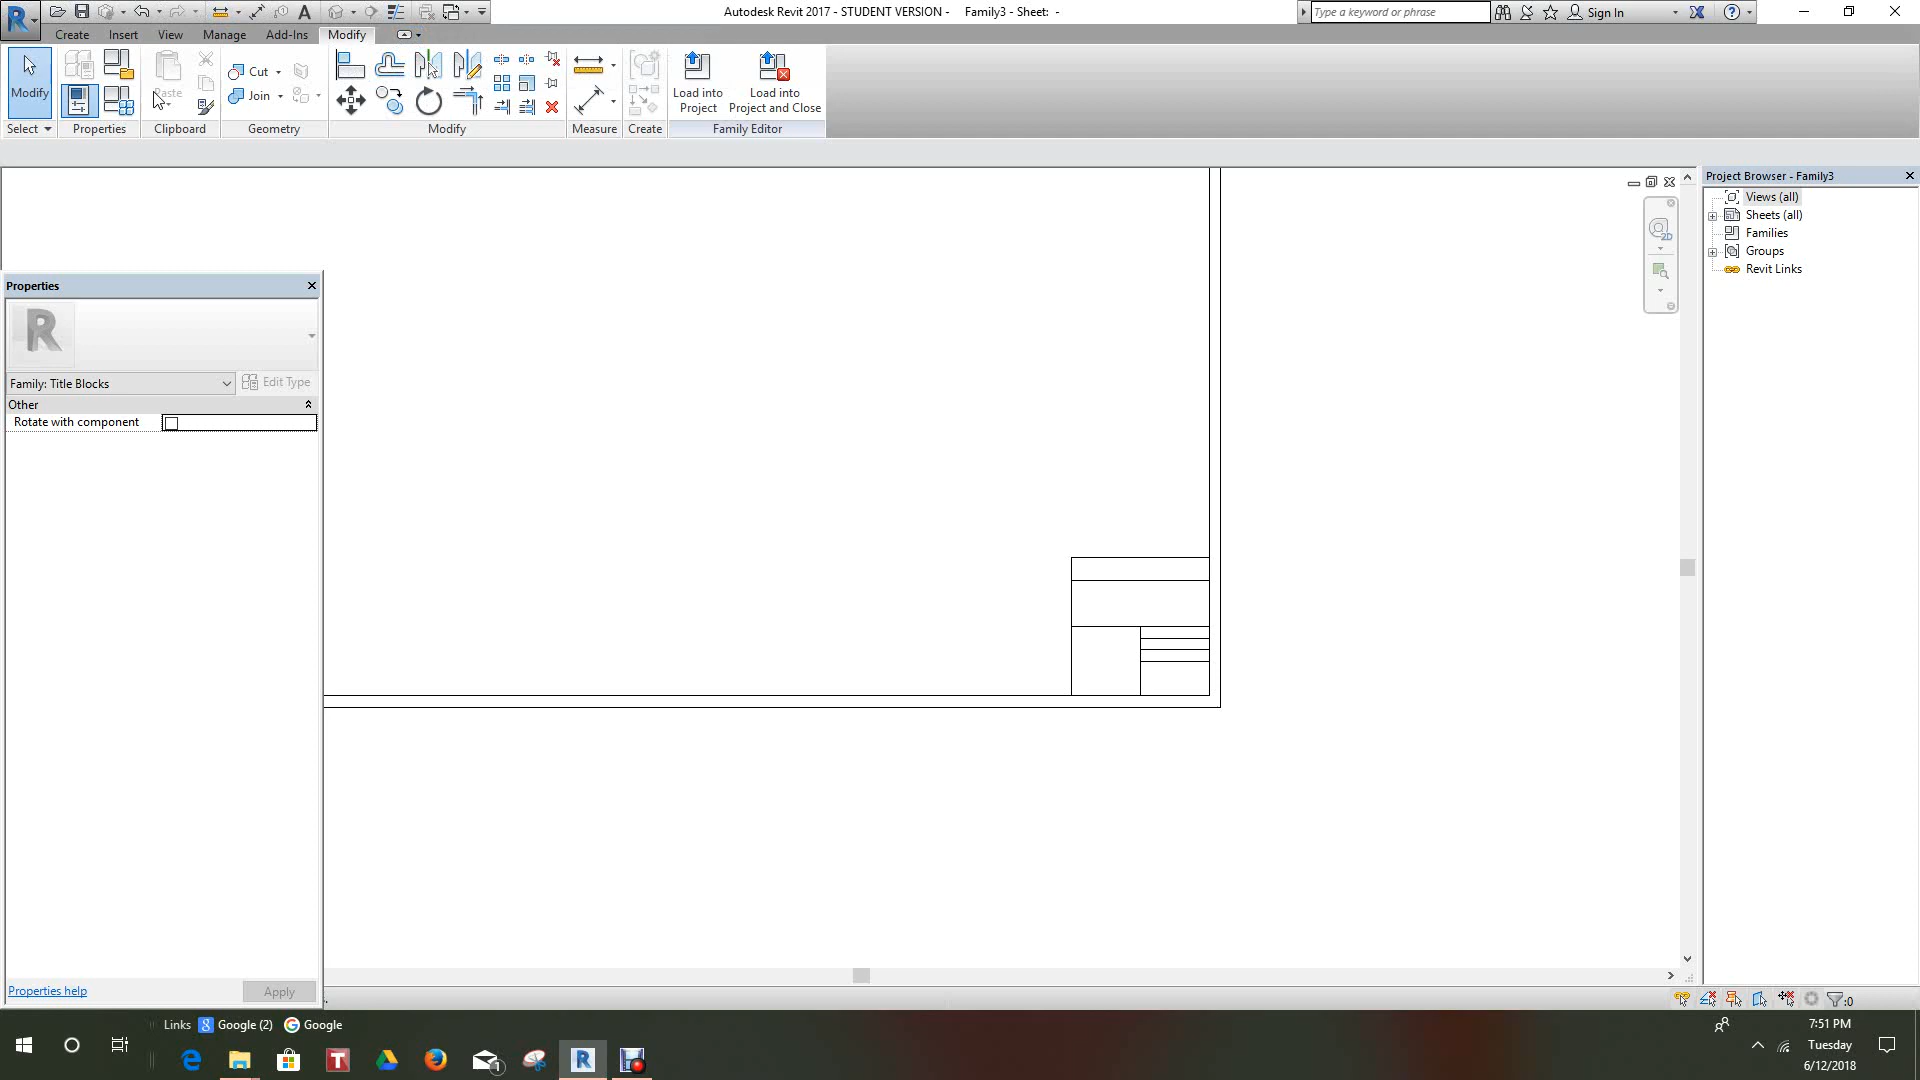 Autodesk Revit 2017 - STUDENT VERSION - Family3 - Sheet: -
Type a keyword or phrase
Sign In
Create Insert View Manage Add-Ins Modify
Modify
Paste
Cut
Join
Load into Project
Load into Project and Close
Select Properties Clipboard Geometry Modify Measure Create Family Editor
Project Browser - Family3
Views (all)
Sheets (all)
Families
Groups
Revit Links
2D
Properties
R
Family: Title Blocks
Edit Type
Other
Rotate with component
Properties help
Apply
:0
Links Google (2) Google
7:51 PM
Tuesday
6/12/2018